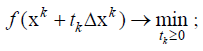 f(x^k + t_k Δx^k) → min_{t_k ≥ 0} ;